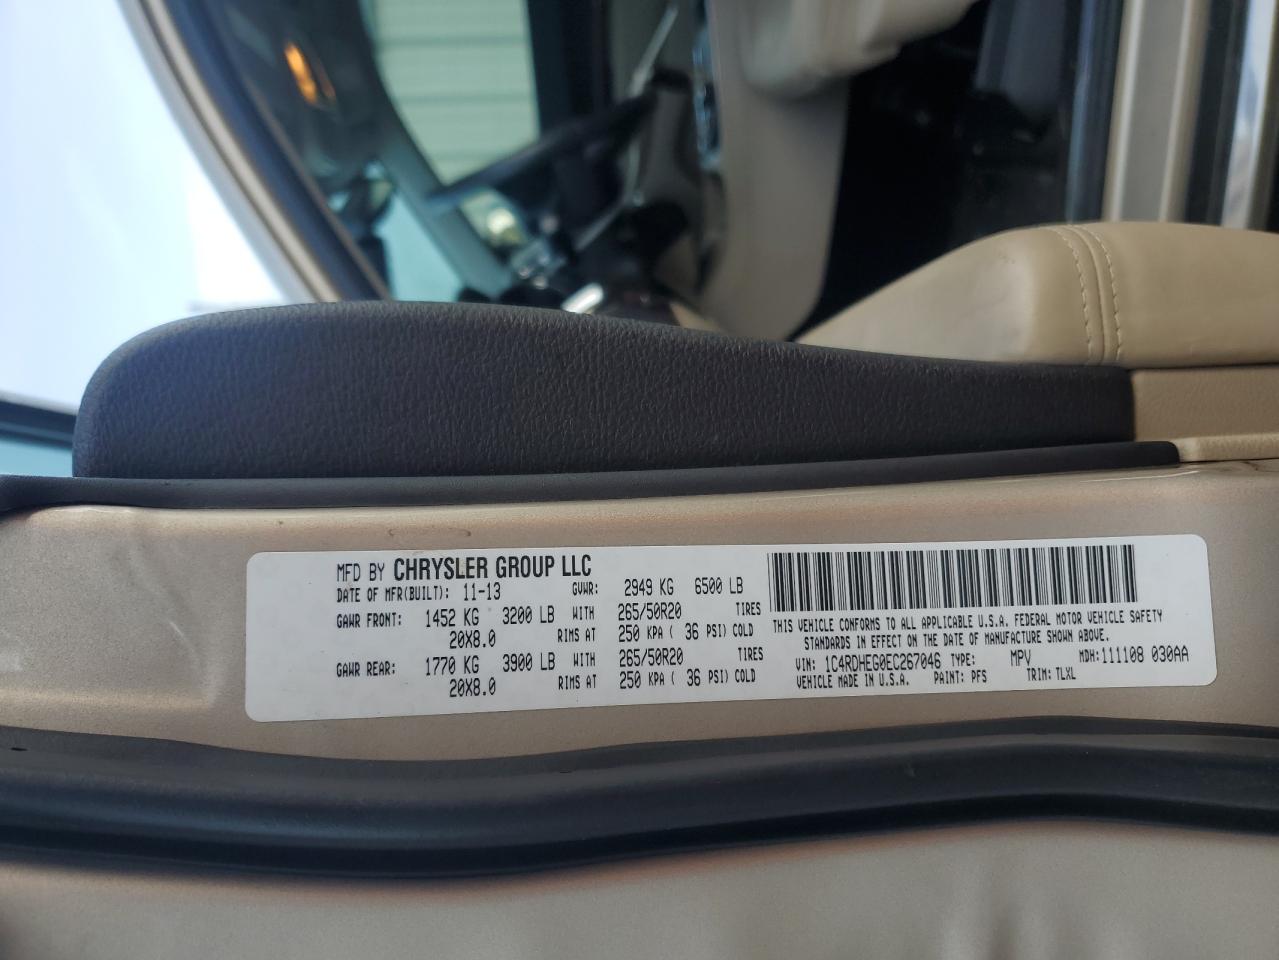 MFD BY CHRYSLER GROUP LLC
DATE OF MFR(BUILT): 11-13 GVWR: 2949 KG 6500 LB
GAWR FRONT: 1452 KG 3200 LB WITH 265/50R20 TIRES
20X8.0 RIMS AT 250 KPA ( 36 PSI) COLD
GAWR REAR: 1770 KG 3900 LB WITH 265/50R20 TIRES
20X8.0 RIMS AT 250 KPA ( 36 PSI) COLD
THIS VEHICLE CONFORMS TO ALL APPLICABLE U.S.A. FEDERAL MOTOR VEHICLE SAFETY
STANDARDS IN EFFECT ON THE DATE OF MANUFACTURE SHOWN ABOVE.
VIN: 1C4RDHEG0EC267046 TYPE: MPV MDH:111108 030AA
VEHICLE MADE IN U.S.A. PAINT: PFS TRIM: TLXL